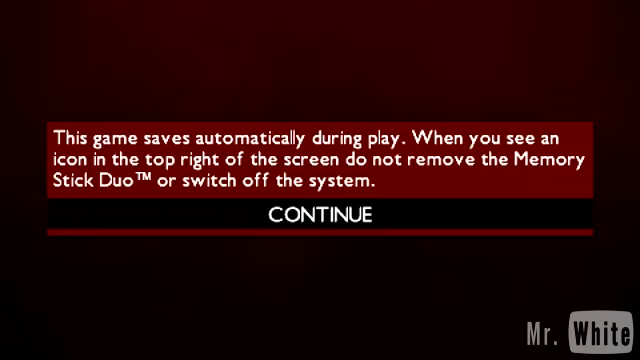 This game saves automatically during play. When you see an
icon in the top right of the screen do not remove the Memory
Stick Duo™ or switch off the system.
CONTINUE
Mr. White